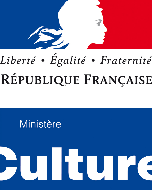 Liberté • Égalité • Fraternité
RÉPUBLIQUE FRANÇAISE
Ministère
Culture